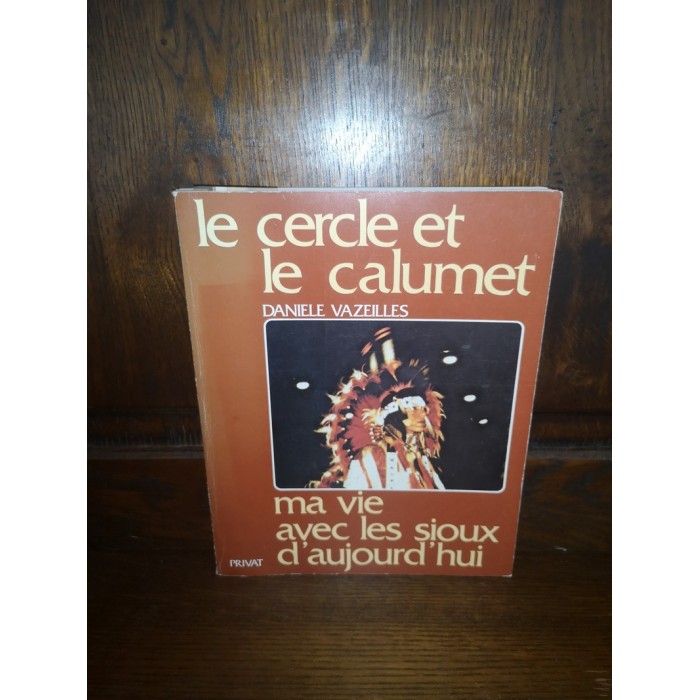 le cercle et
le calumet
DANIELE VAZEILLES
ma vie
avec les sioux
d'aujourd'hui
PRIVAT